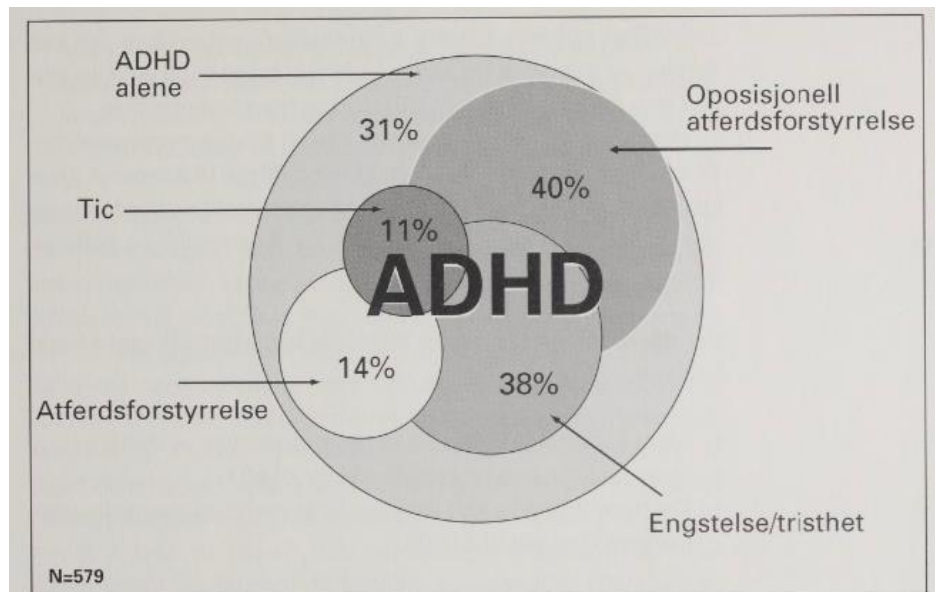 ADHD
alene
31%
Oposisjonell
atferdsforstyrrelse
40%
Tic
11%
ADHD
14%
38%
Atferdsforstyrrelse
Engstelse/tristhet
N=579